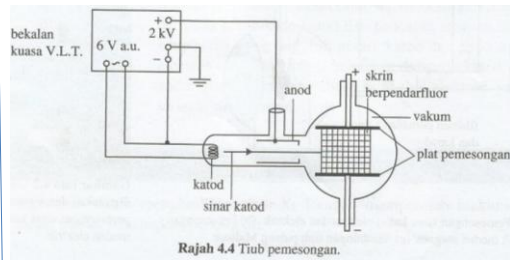 bekalan
kuasa V.L.T.
6 V a.u.
+
2 kV
−
anod
+
skrin
berpendarfluor
vakum
plat pemesongan
katod
sinar katod
−
Rajah 4.4 Tiub pemesongan.